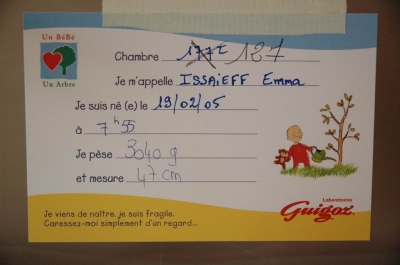 Un BéBé
Un Arbre
Chambre 177E 127
Je m'appelle ISSAiEFF Emma
Je suis né (e) le 19/02/05
à 7h55
Je pèse 3040 g
et mesure 47 cm
Je viens de naître, je suis fragile.
Caressez-moi simplement d'un regard...
Laboratoires
Guigoz